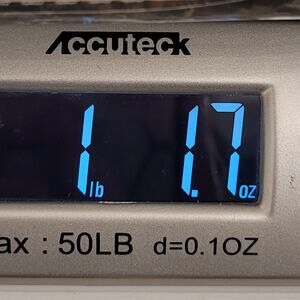 Accuteck
1 lb 1.7 oz
ax : 50LB d=0.1OZ